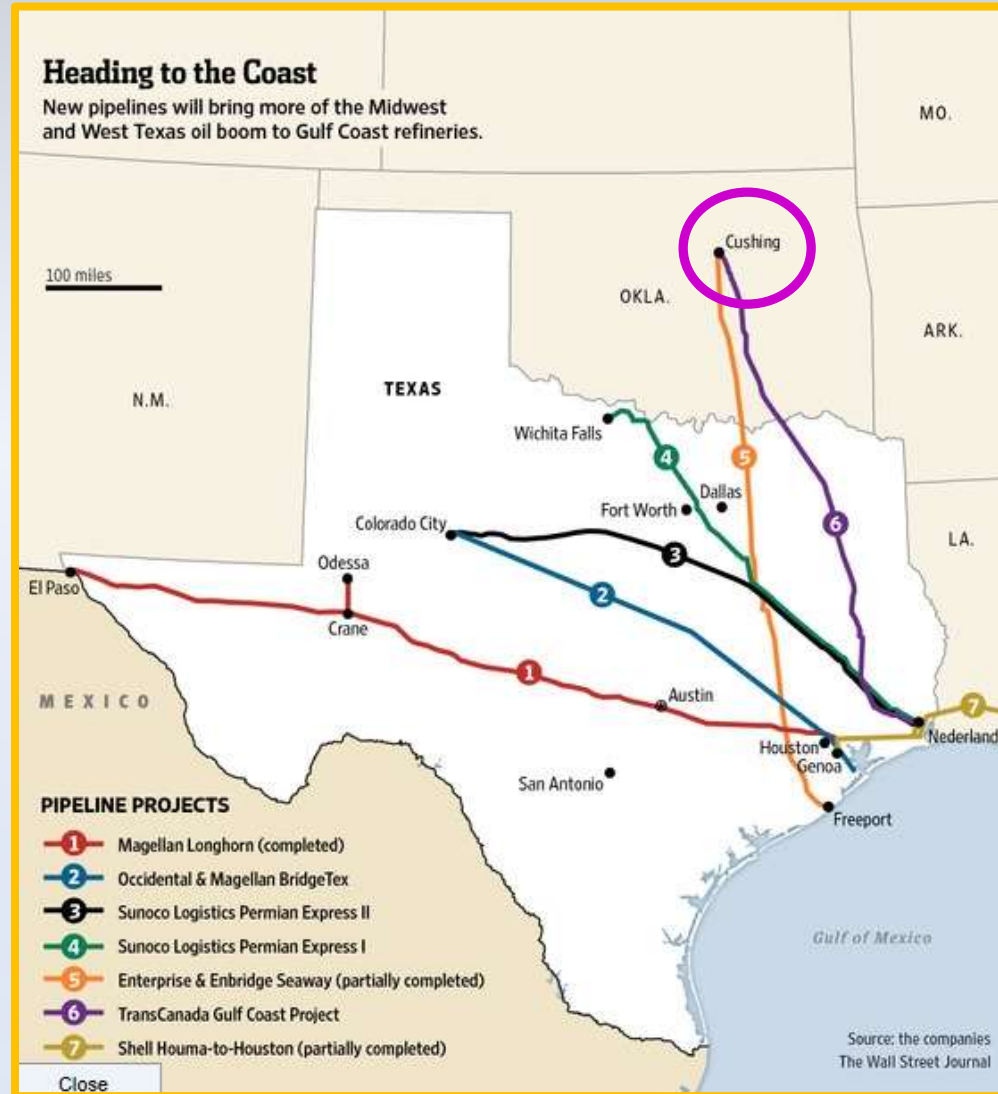 Heading to the Coast
New pipelines will bring more of the Midwest
and West Texas oil boom to Gulf Coast refineries.
MO.
Cushing
100 miles
OKLA.
ARK.
TEXAS
N.M.
Wichita Falls
4
5
Dallas
Fort Worth
6
Colorado City
3
LA.
Odessa
El Paso
2
Crane
1
MEXICO
Austin
7
Nederland
Houston
Genoa
San Antonio
Freeport
PIPELINE PROJECTS
1 Magellan Longhorn (completed)
2 Occidental & Magellan BridgeTex
3 Sunoco Logistics Permian Express II
4 Sunoco Logistics Permian Express I
5 Enterprise & Enbridge Seaway (partially completed)
6 TransCanada Gulf Coast Project
7 Shell Houma-to-Houston (partially completed)
Gulf of Mexico
Source: the companies
The Wall Street Journal
Close